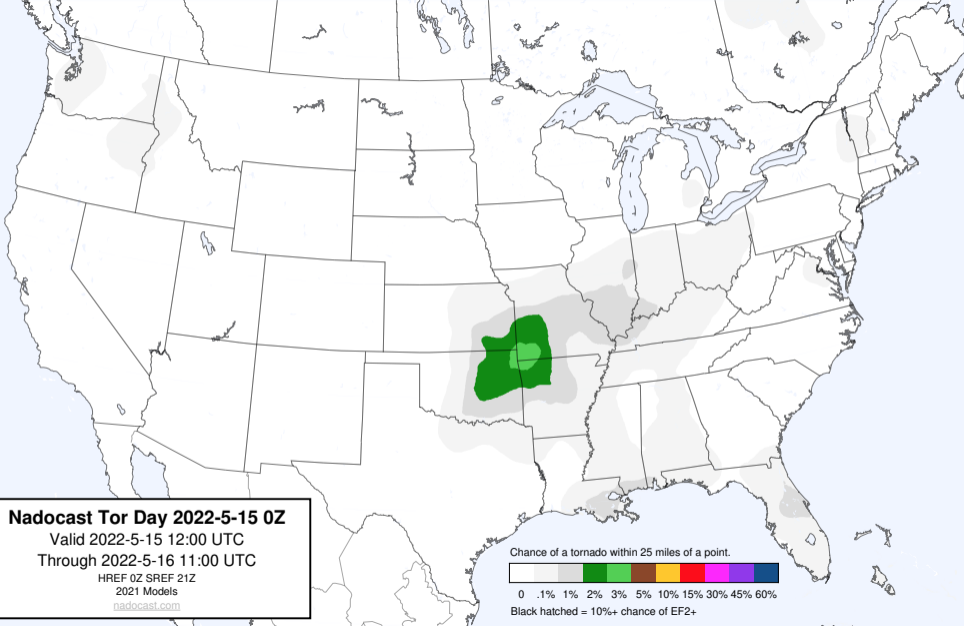 Nadocast Tor Day 2022-5-15 0Z
Valid 2022-5-15 12:00 UTC
Through 2022-5-16 11:00 UTC
HREF 0Z SREF 21Z
2021 Models
nadocast.com
Chance of a tornado within 25 miles of a point.
0 .1% 1% 2% 3% 5% 10% 15% 30% 45% 60%
Black hatched = 10%+ chance of EF2+